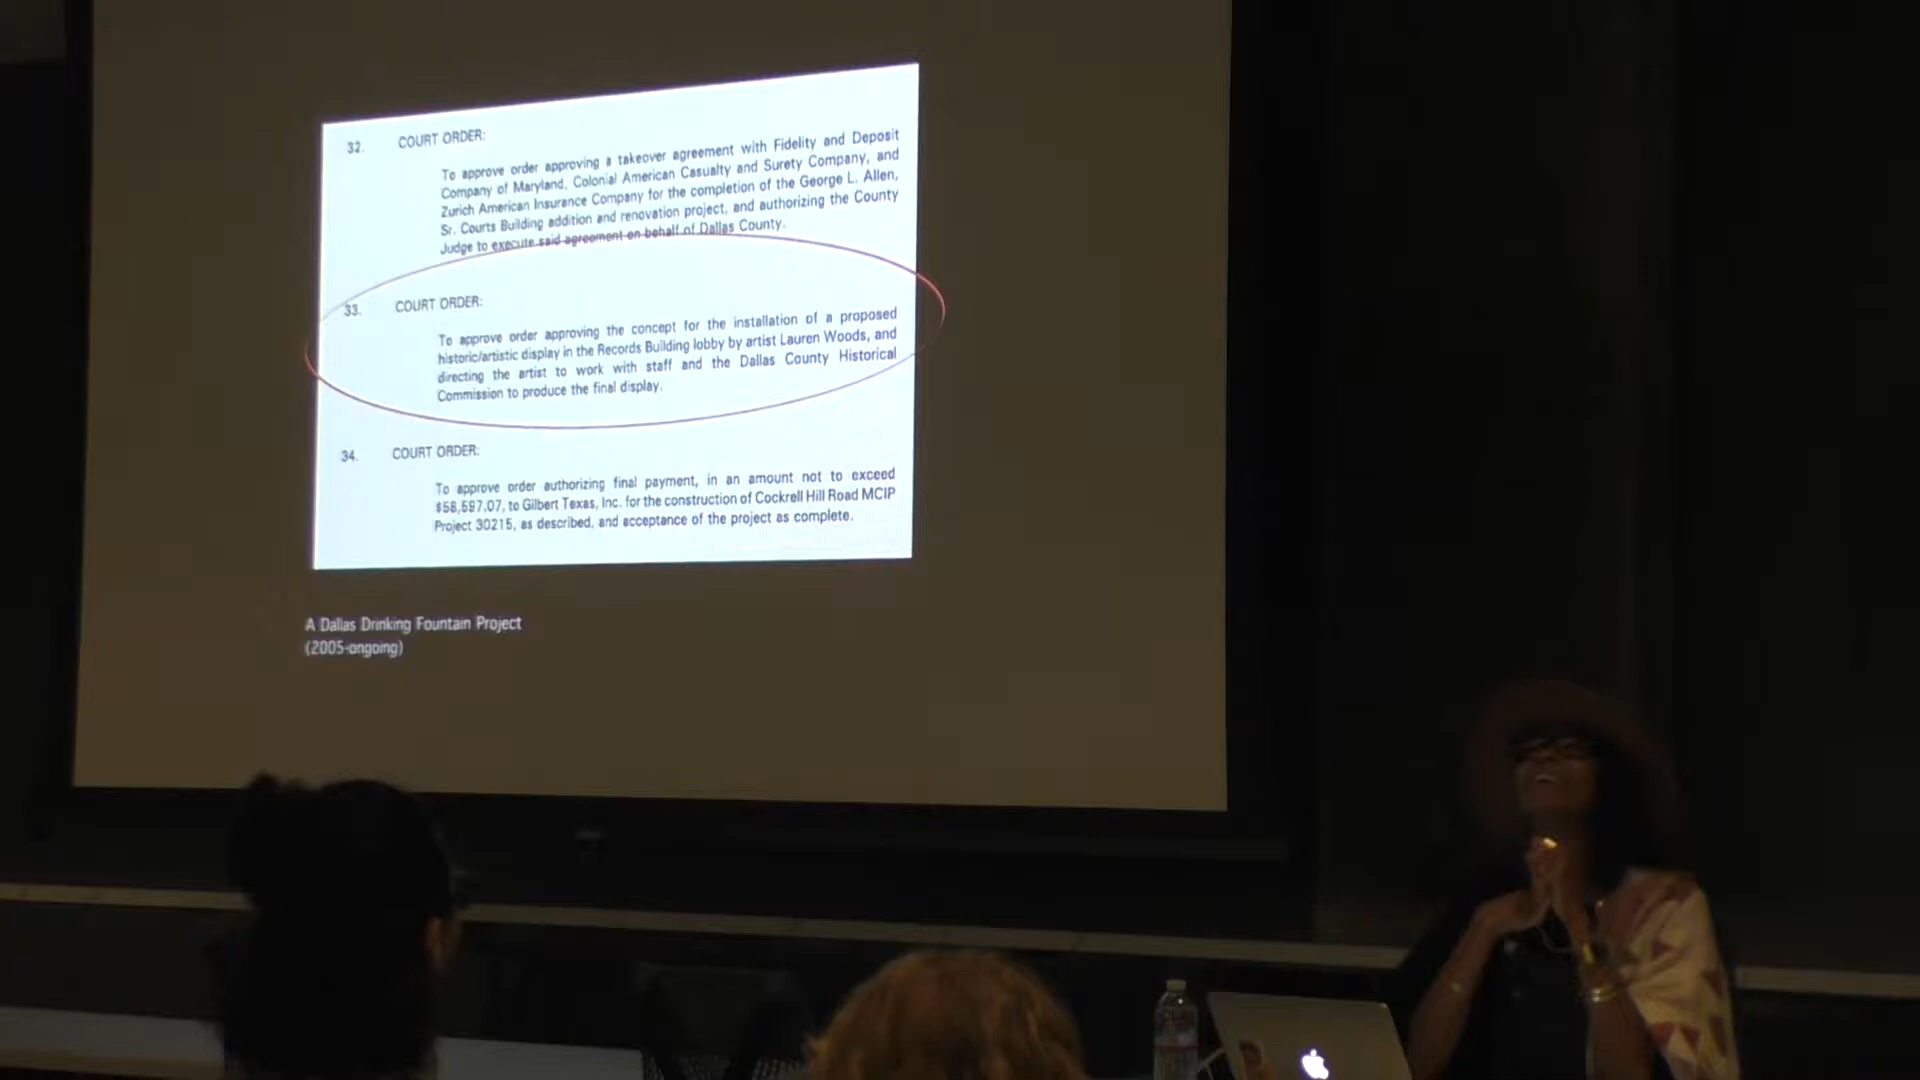 32. COURT ORDER:
To approve order approving a takeover agreement with Fidelity and Deposit
Company of Maryland, Colonial American Casualty and Surety Company, and
Zurich American Insurance Company for the completion of the George L. Allen,
Sr. Courts Building addition and renovation project, and authorizing the County
Judge to execute said agreement on behalf of Dallas County.
33. COURT ORDER:
To approve order approving the concept for the installation of a proposed
historic/artistic display in the Records Building lobby by artist Lauren Woods, and
directing the artist to work with staff and the Dallas County Historical
Commission to produce the final display.
34. COURT ORDER:
To approve order authorizing final payment, in an amount not to exceed
$58,597.07, to Gilbert Texas, Inc. for the construction of Cockrell Hill Road MCIP
Project 30215, as described, and acceptance of the project as complete.
A Dallas Drinking Fountain Project
(2005-ongoing)